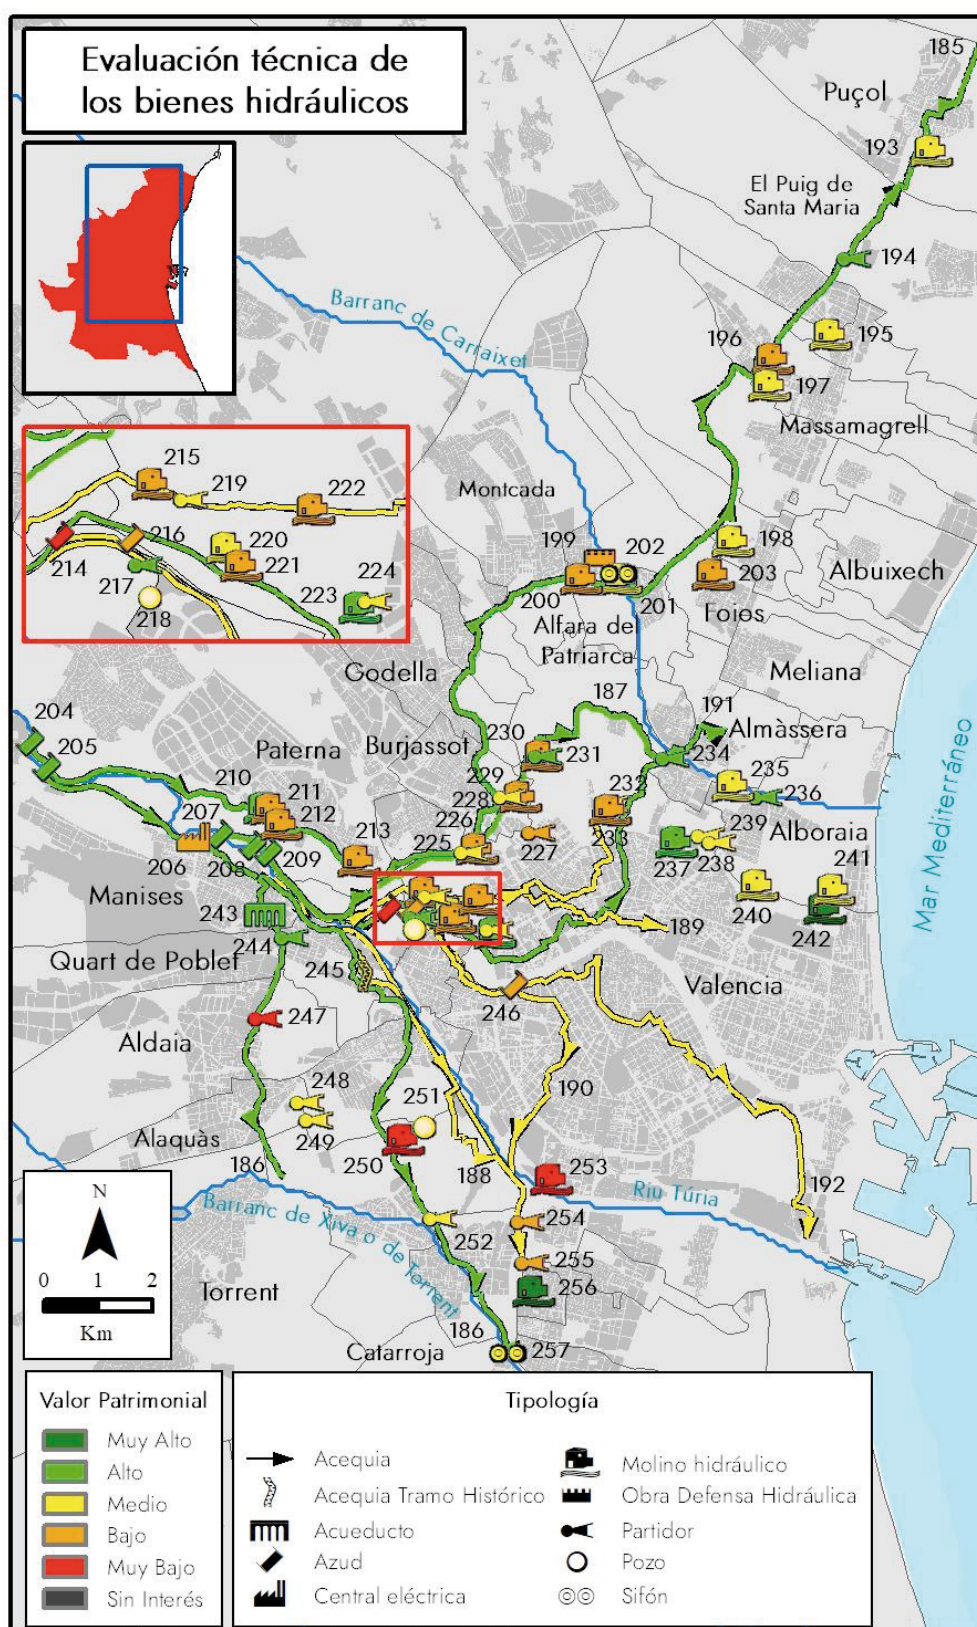 Evaluación técnica de
los bienes hidráulicos
185
Puçol
193
El Puig de
Santa Maria
194
Barranc de Carraixet
195
196
197
Massamagrell
215
219
222
216
220
221
214
217
218
223
224
Montcada
199
202
198
203
Albuixech
200
201
Foios
Alfara del
Patriarca
Meliana
Godella
187
191
204
205
Paterna
Burjassot
230
231
Almàssera
234
235
236
Mar Mediterráneo
210
211
212
207
229
228
232
226
225
227
233
239
Alboraia
213
206
208
209
237
238
241
Manises
240
242
243
189
244
Quart de Poblet
245
246
Valencia
247
Aldaia
248
251
190
249
Alaquàs
250
188
253
192
186
Riu Túria
Barranc de Xiva o de Torrent
254
252
255
N
0 1 2
Km
Torrent
256
186
257
Catarroja
Valor Patrimonial
Muy Alto
Alto
Medio
Bajo
Muy Bajo
Sin Interés
Tipología
Acequia
Acequia Tramo Histórico
Acueducto
Azud
Central eléctrica
Molino hidráulico
Obra Defensa Hidráulica
Partidor
Pozo
Sifón